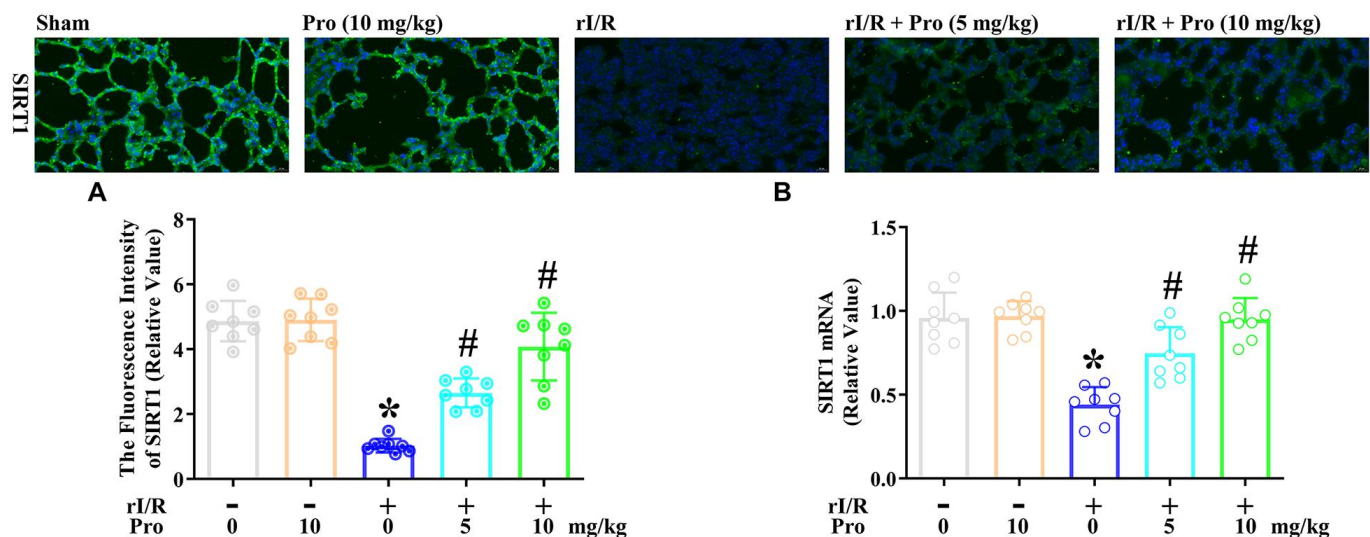 Sham
Pro (10 mg/kg)
rI/R
rI/R + Pro (5 mg/kg)
rI/R + Pro (10 mg/kg)
SIRT1
A
The Fluorescence Intensity
of SIRT1 (Relative Value)
8
6
4
2
0
*
#
#
rI/R - - + + +
Pro 0 10 0 5 10 mg/kg
B
SIRT1 mRNA
(Relative Value)
1.5
1.0
0.5
0.0
*
#
#
rI/R - - + + +
Pro 0 10 0 5 10 mg/kg